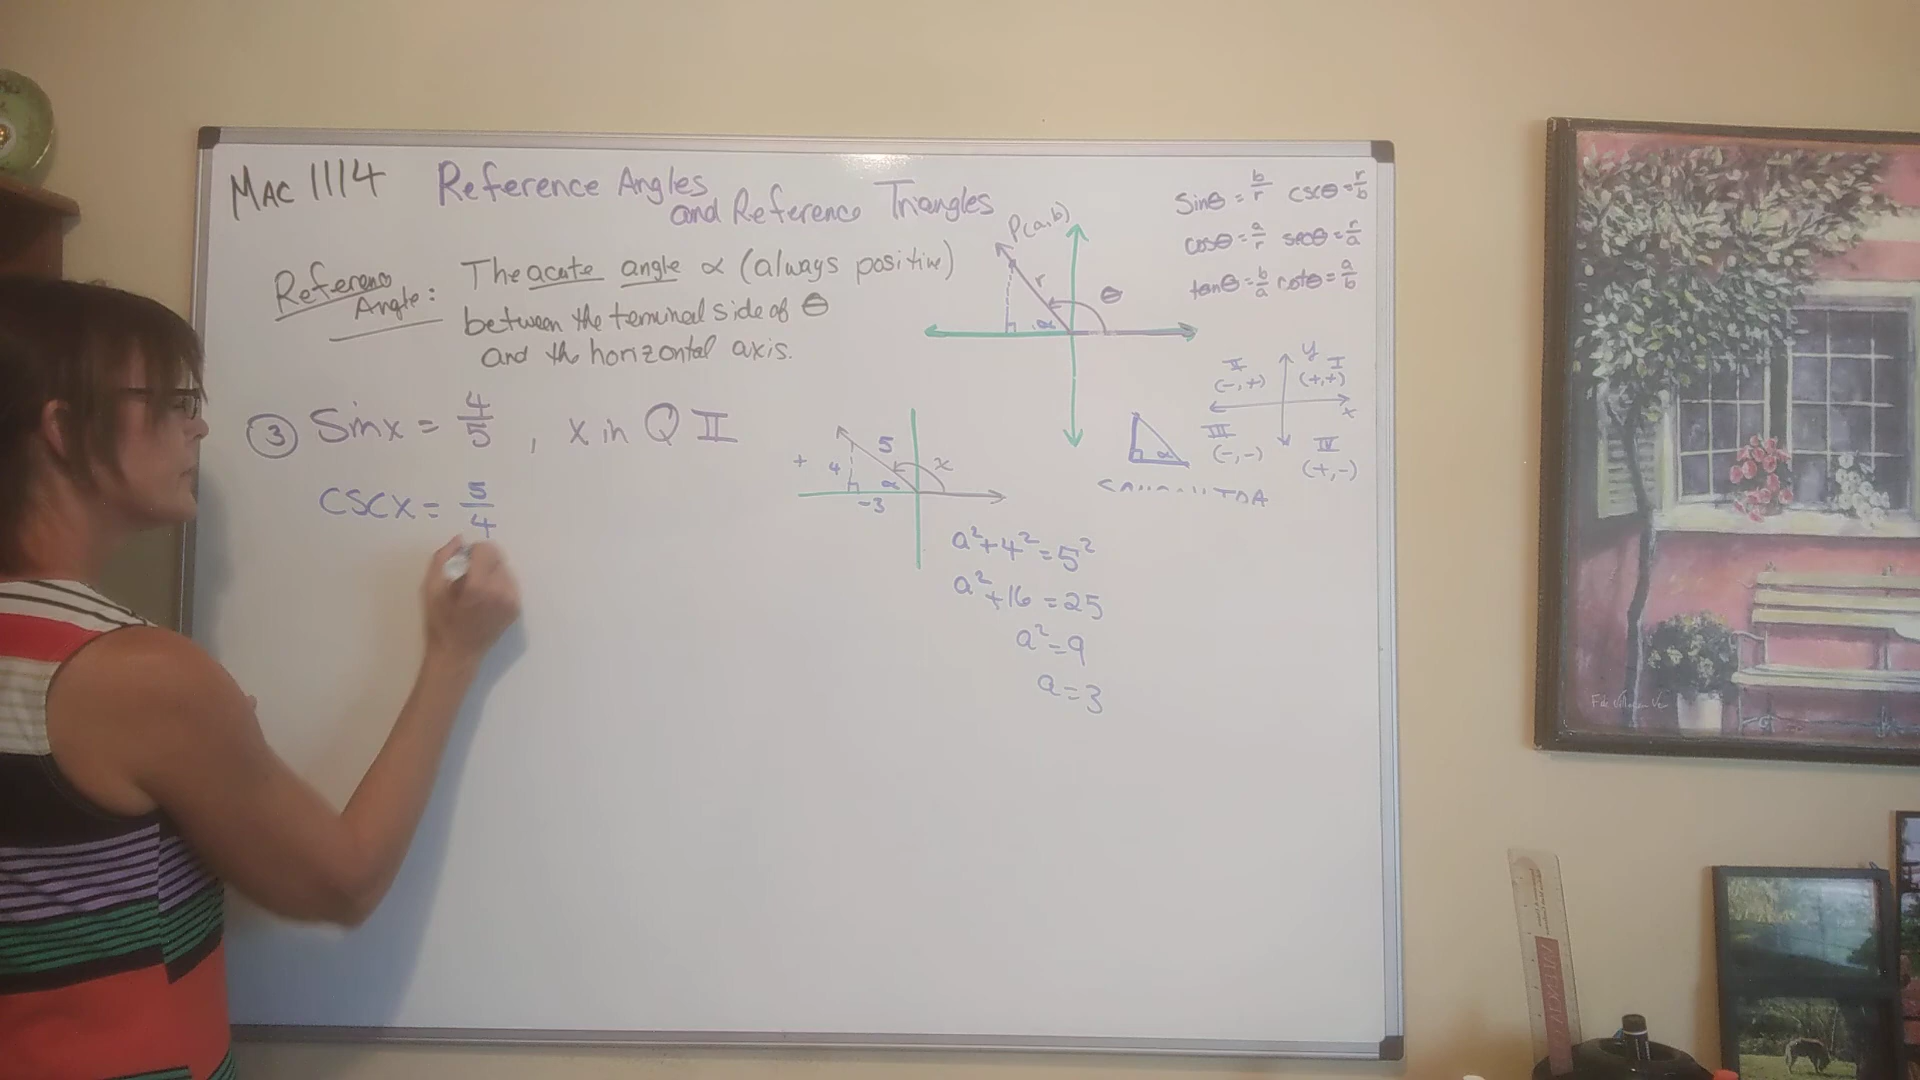 MAC 1114 Reference Angles
and Reference Triangles
Reference Angle: The acute angle α (always positive)
between the terminal side of θ
and the horizontal axis.
P(a,b)
r
θ
α
Sinθ = b/r cscθ = r/b
cosθ = a/r secθ = r/a
tanθ = b/a cotθ = a/b
y
II I
(-,+) (+,+)
x
III IV
(-,-) (+,-)
α
③ Sinx = 4/5 , x in Q II
cscx = 5/4
+ 4 5 x
α
-3
a²+4²=5²
a²+16=25
a²=9
a=3